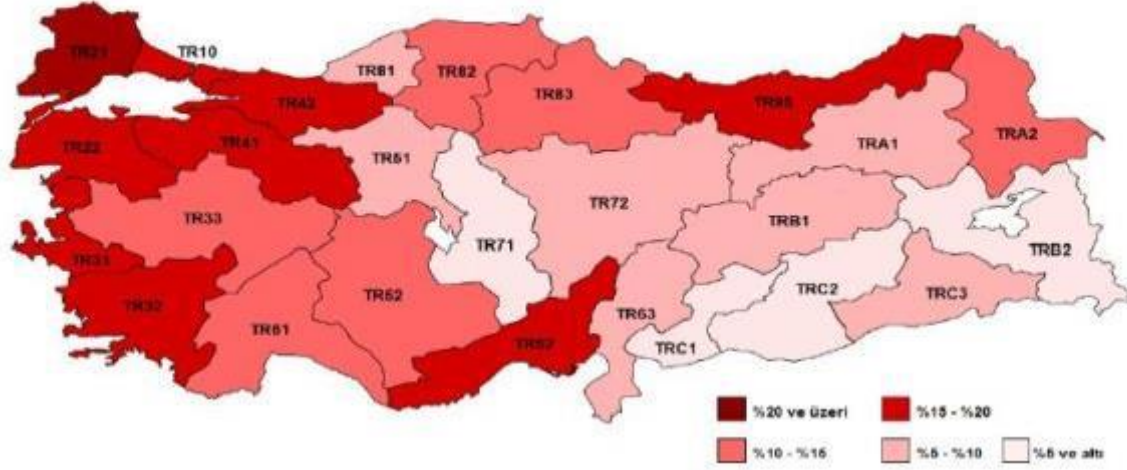 TR21
TR10
TR81
TR82
TR83
TR90
TR42
TRA2
TR22
TR41
TR51
TRA1
TR33
TR72
TRB1
TR71
TRB2
TR31
TR32
TR52
TRC2
TRC3
TR61
TR62
TR63
TRC1
%20 ve üzeri
%15 - %20
%10 - %15
%5 - %10
%5 ve altı